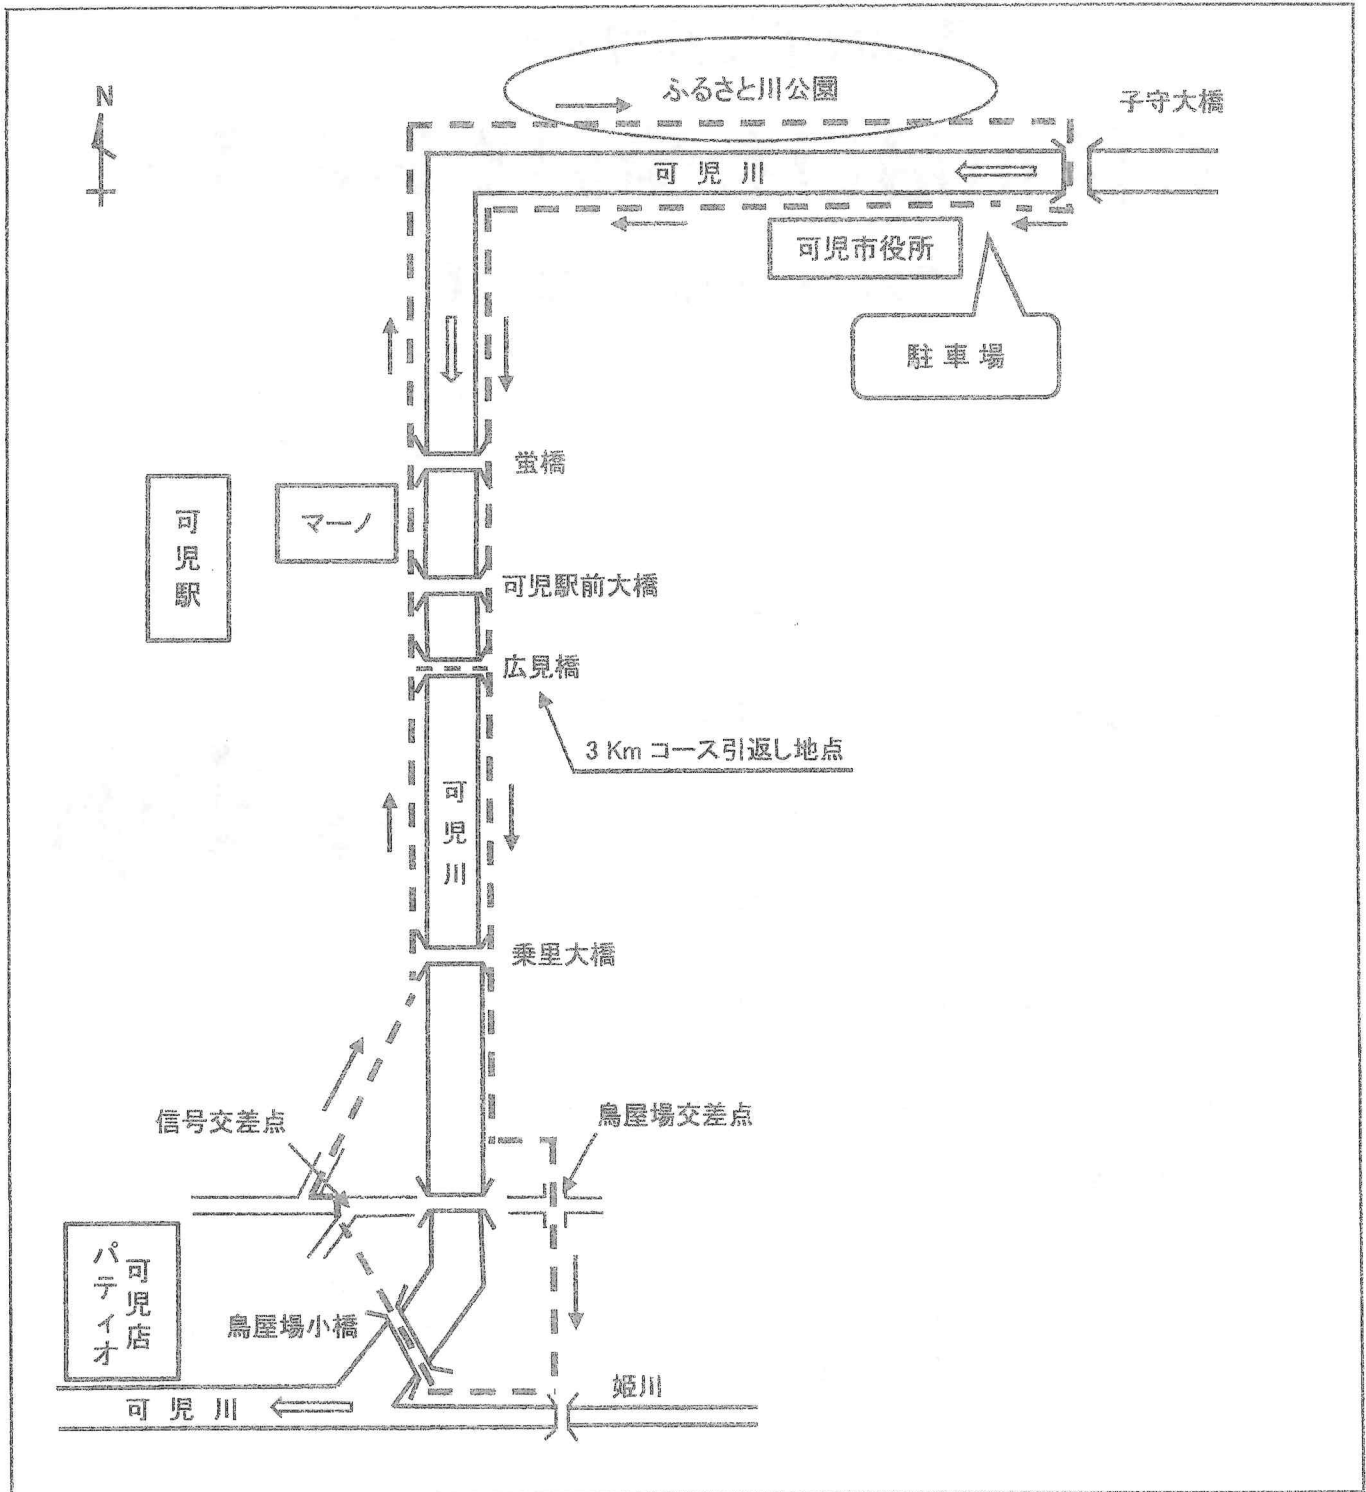 N
ふるさと川公園
子守大橋
可児川
可児市役所
駐車場
蛍橋
可児駅
マーノ
可児駅前大橋
広見橋
3 Km コース引返し地点
可児川
乗里大橋
信号交差点
鳥屋場交差点
パティオ
可児店
鳥屋場小橋
姫川
可児川